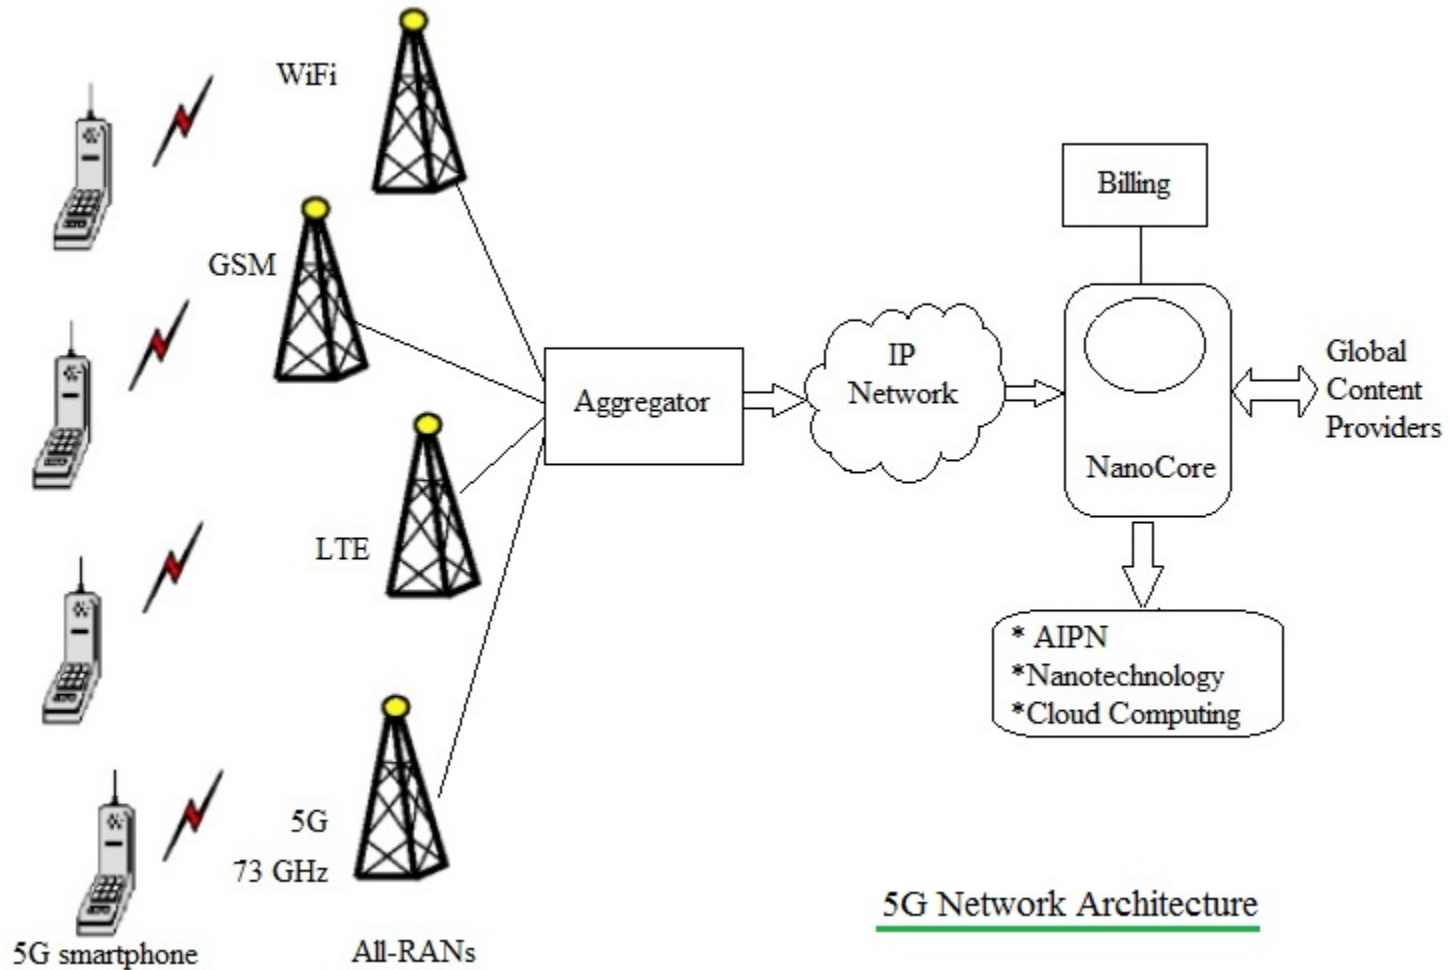 WiFi
GSM
LTE
5G
73 GHz
5G smartphone
All-RANs
Aggregator
IP
Network
Billing
NanoCore
Global
Content
Providers
* AIPN
*Nanotechnology
*Cloud Computing
5G Network Architecture